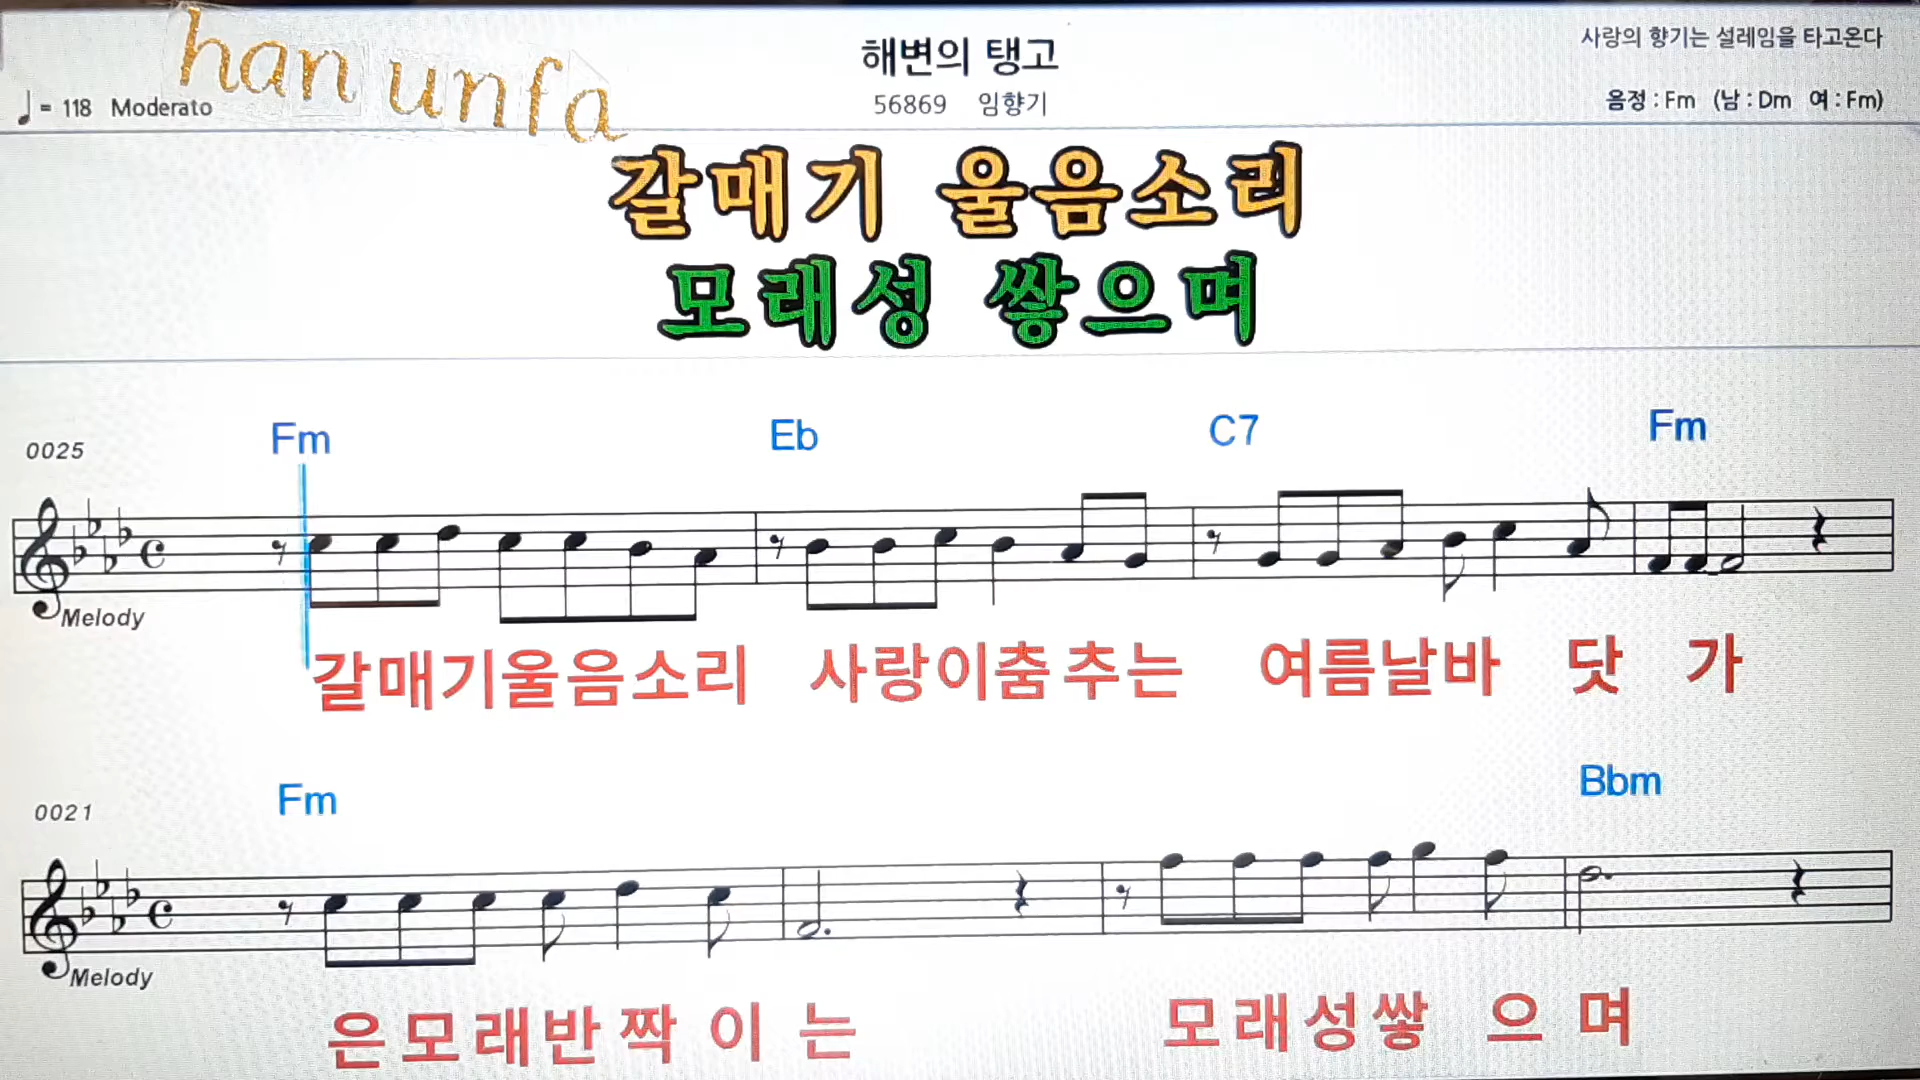 han unfa
해변의 탱고
사랑의 향기는 설레임을 타고온다
♩= 118 Moderato
56869 임향기
음정 : Fm (남 : Dm 여 : Fm)
갈매기 울음소리
모래성 쌓으며
Fm Eb C7 Fm
0025
Melody
갈매기울음소리 사랑이춤추는 여름날바 닷 가
Fm Bbm
0021
Melody
은모래반 짝 이 는 모래성쌓 으 며